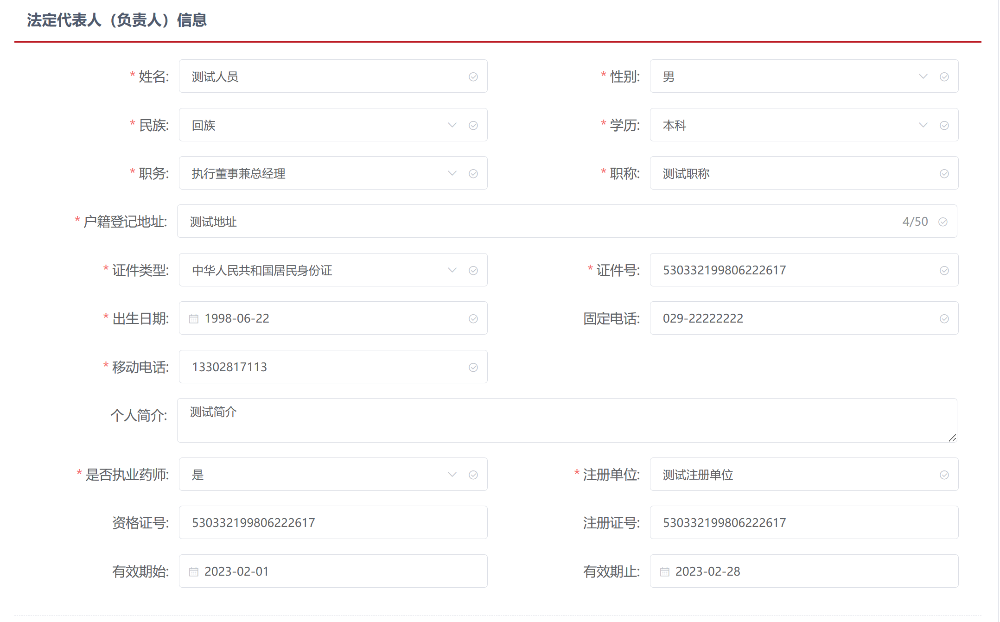 法定代表人（负责人）信息
* 姓名: 测试人员 * 性别: 男
* 民族: 回族 * 学历: 本科
* 职务: 执行董事兼总经理 * 职称: 测试职称
* 户籍登记地址: 测试地址 4/50
* 证件类型: 中华人民共和国居民身份证 * 证件号: 530332199806222617
* 出生日期: 1998-06-22 固定电话: 029-22222222
* 移动电话: 13302817113
个人简介: 测试简介
* 是否执业药师: 是 * 注册单位: 测试注册单位
资格证号: 530332199806222617 注册证号: 530332199806222617
有效期始: 2023-02-01 有效期止: 2023-02-28